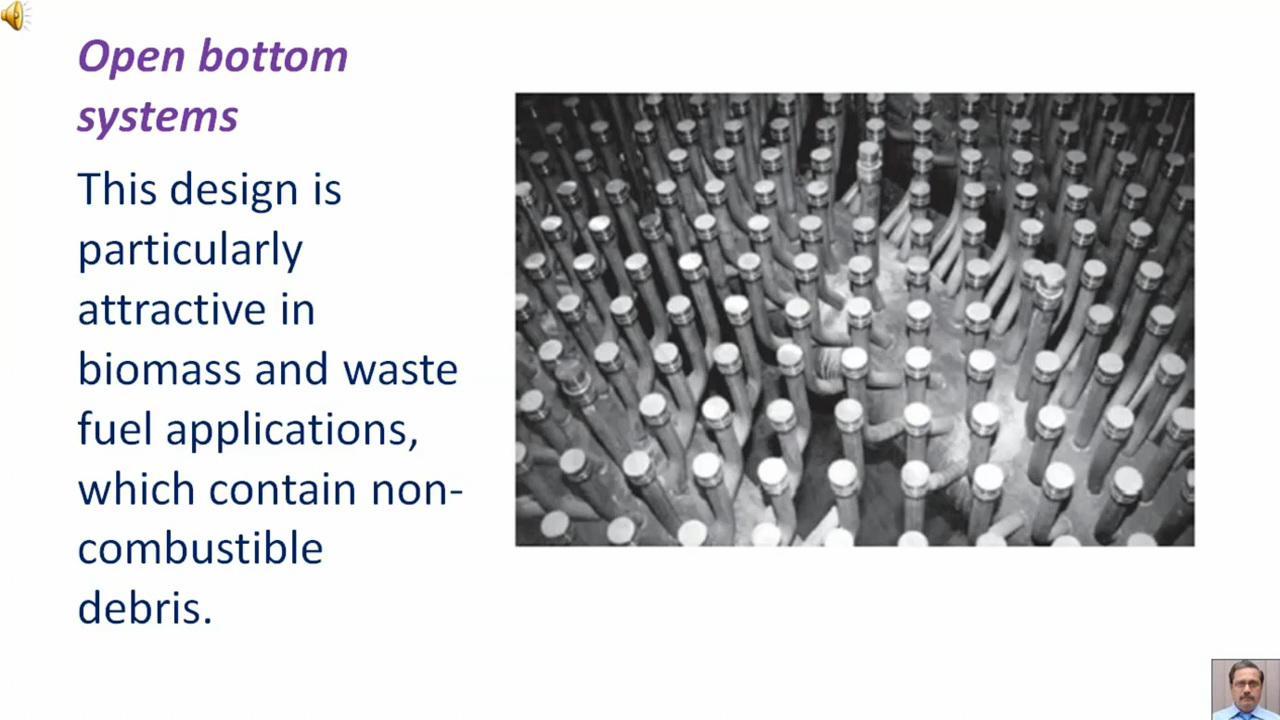 Open bottom
systems
This design is
particularly
attractive in
biomass and waste
fuel applications,
which contain non-
combustible
debris.